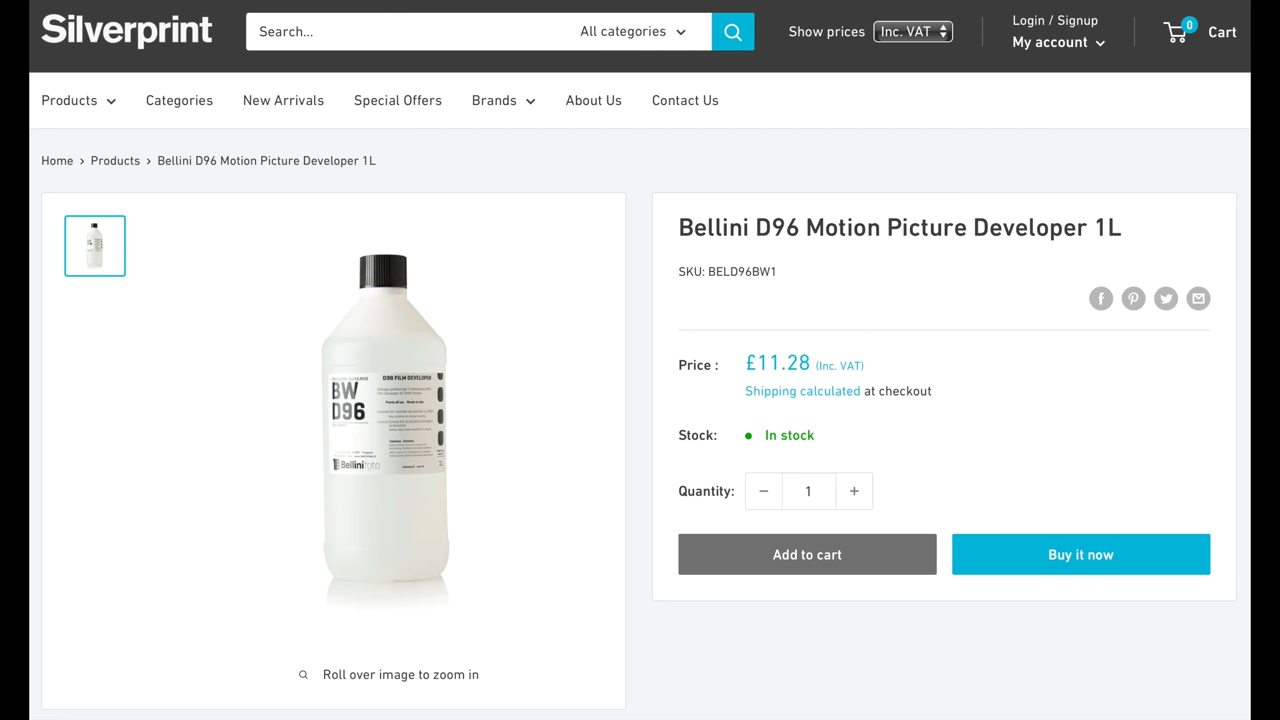 Silverprint
Search...
All categories
Show prices
Inc. VAT
Login / Signup
My account
0
Cart
Products
Categories
New Arrivals
Special Offers
Brands
About Us
Contact Us
Home > Products > Bellini D96 Motion Picture Developer 1L
BW
D96
D96 FILM DEVELOPER
Bellinifoto
Roll over image to zoom in
Bellini D96 Motion Picture Developer 1L
SKU: BELD96BW1
Price :
£11.28 (Inc. VAT)
Shipping calculated at checkout
Stock:
In stock
Quantity:
− 1 +
Add to cart
Buy it now